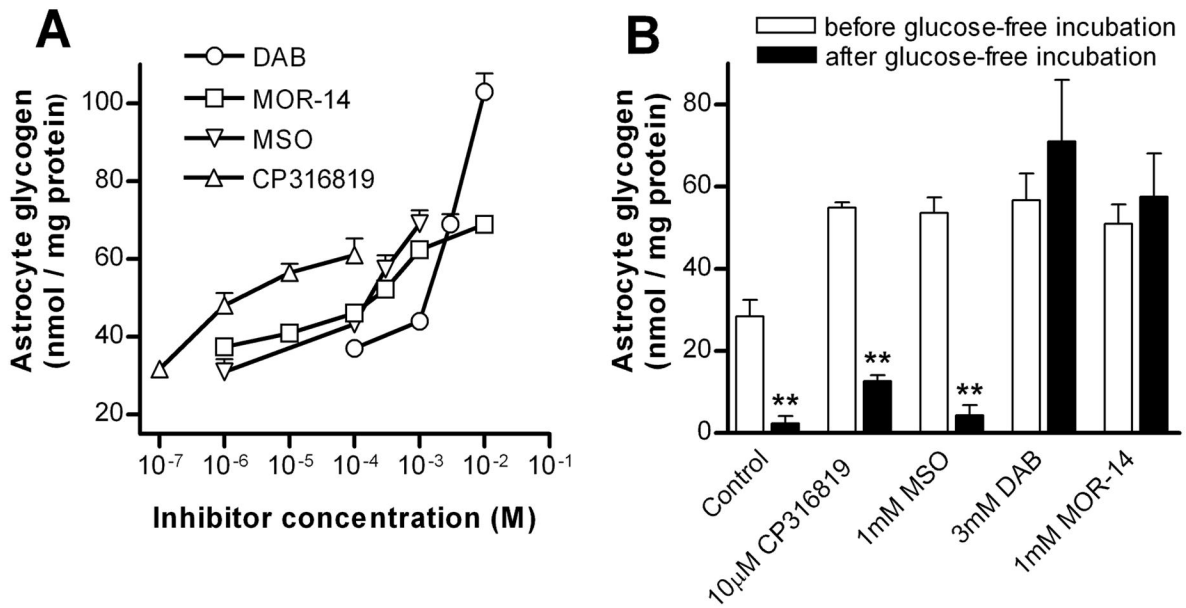 A
DAB
MOR-14
MSO
CP316819
Astrocyte glycogen
(nmol / mg protein)
100
80
60
40
20
10-7
10-6
10-5
10-4
10-3
10-2
10-1
Inhibitor concentration (M)
B
before glucose-free incubation
after glucose-free incubation
Astrocyte glycogen
(nmol / mg protein)
80
60
40
20
0
**
**
**
Control
10µM CP316819
1mM MSO
3mM DAB
1mM MOR-14